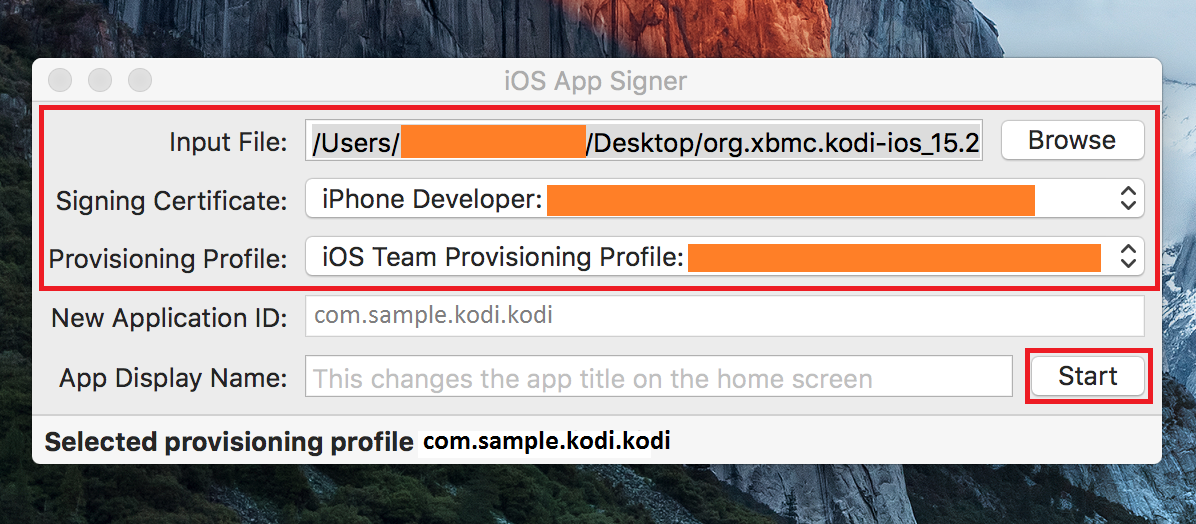 iOS App Signer
Input File: /Users/ /Desktop/org.xbmc.kodi-ios_15.2 Browse
Signing Certificate: iPhone Developer:
Provisioning Profile: iOS Team Provisioning Profile:
New Application ID: com.sample.kodi.kodi
App Display Name: This changes the app title on the home screen Start
Selected provisioning profile com.sample.kodi.kodi